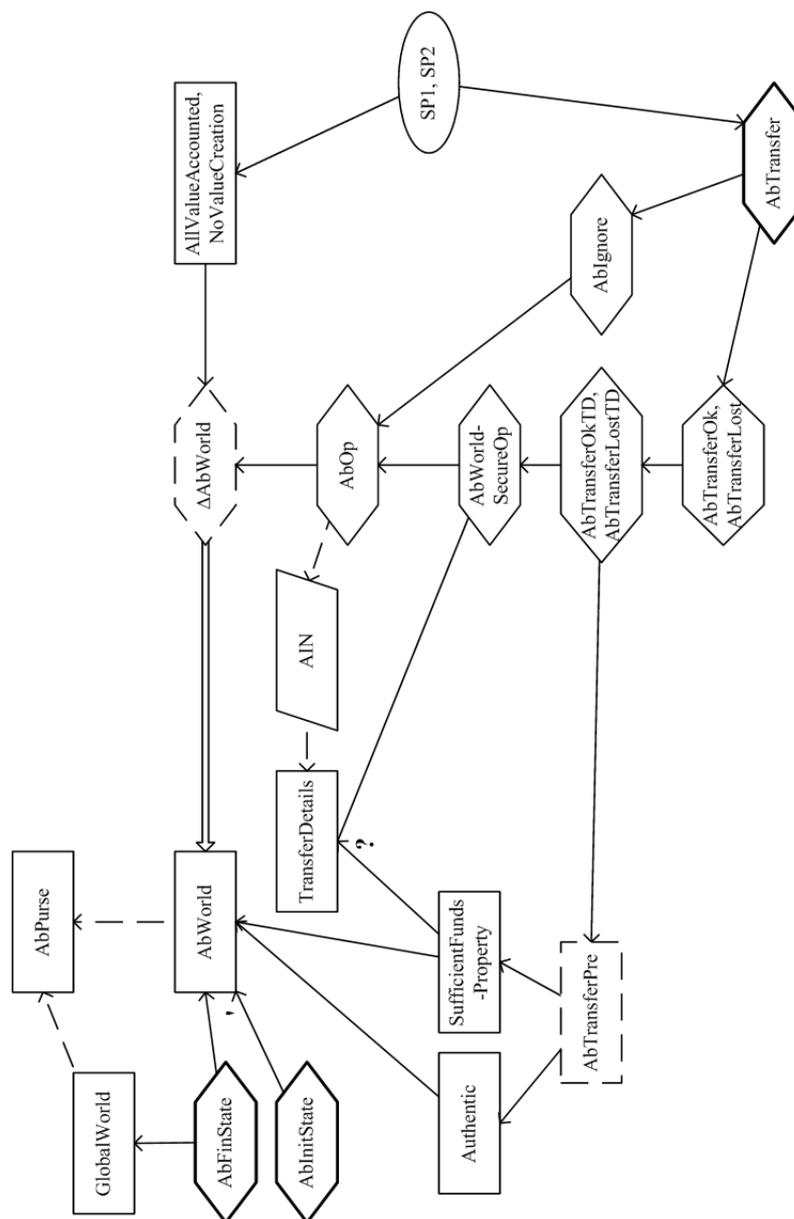 AbPurse
GlobalWorld
AbFinState
AbWorld
ΔAbWorld
AllValueAccounted,
NoValueCreation
'
AbInitState
TransferDetails
AIN
AbOp
?
SP1, SP2
Authentic
SufficientFunds
-Property
AbWorld-
SecureOp
AbTransferPre
AbTransferOkTD,
AbTransferLostTD
AbIgnore
AbTransferOk,
AbTransferLost
AbTransfer